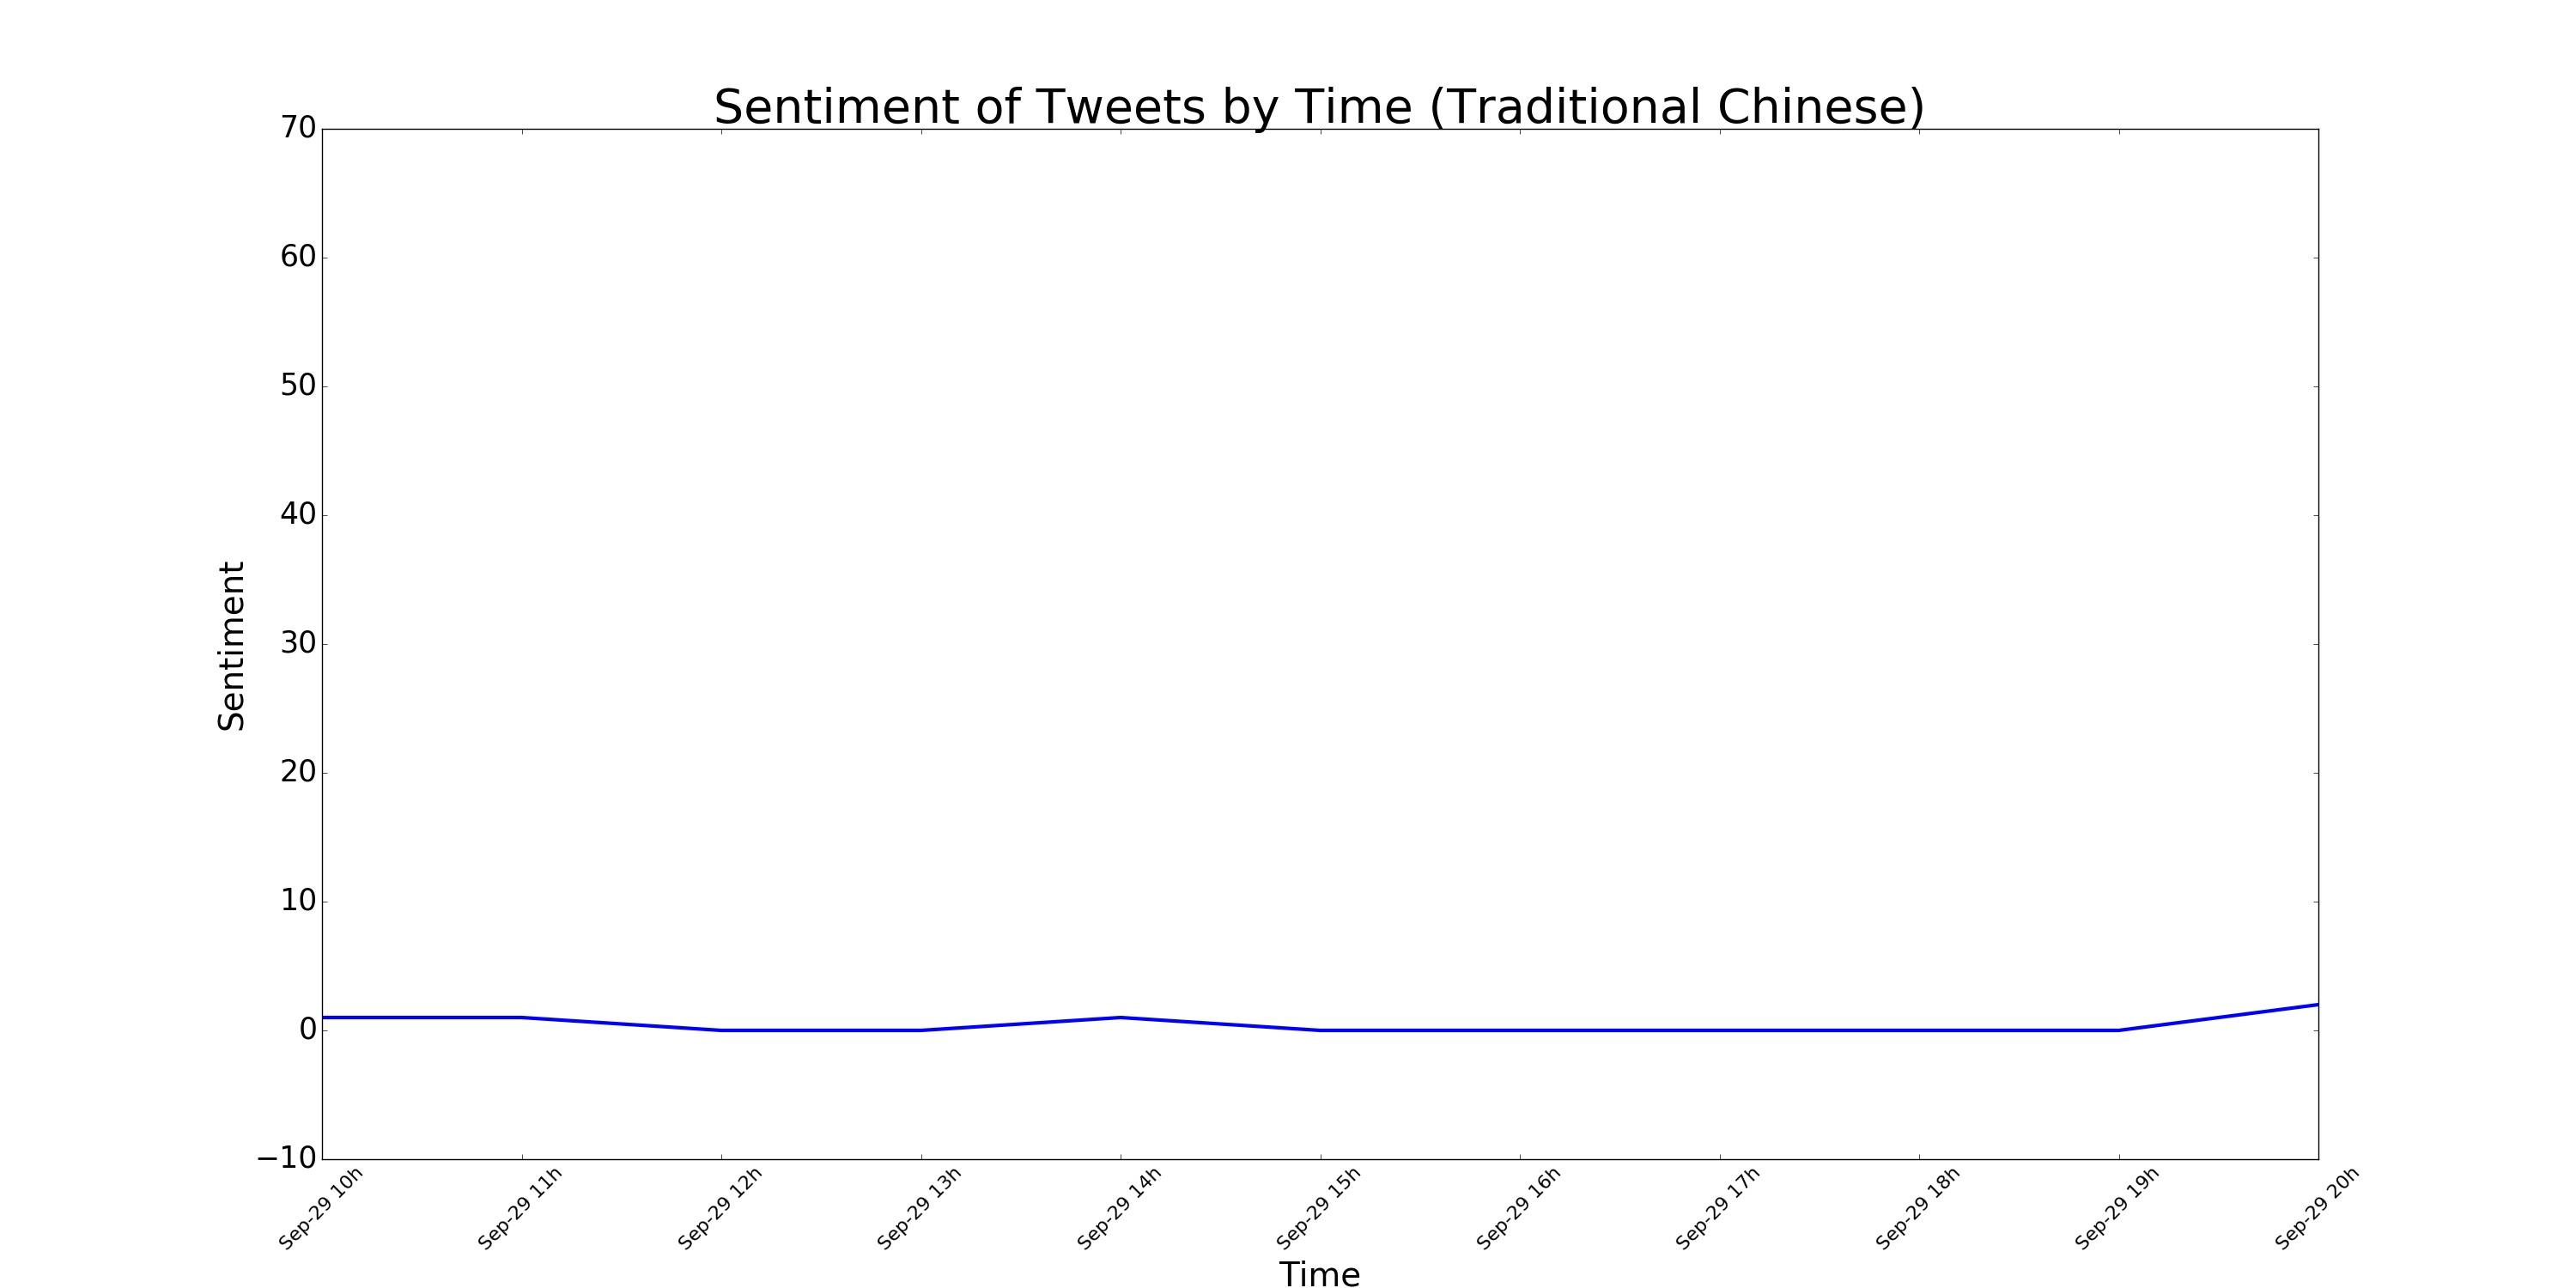 Sentiment of Tweets by Time (Traditional Chinese)
70
60
50
40
30
20
10
0
−10
Sentiment
Sep-29 10h
Sep-29 11h
Sep-29 12h
Sep-29 13h
Sep-29 14h
Sep-29 15h
Sep-29 16h
Sep-29 17h
Sep-29 18h
Sep-29 19h
Sep-29 20h
Time